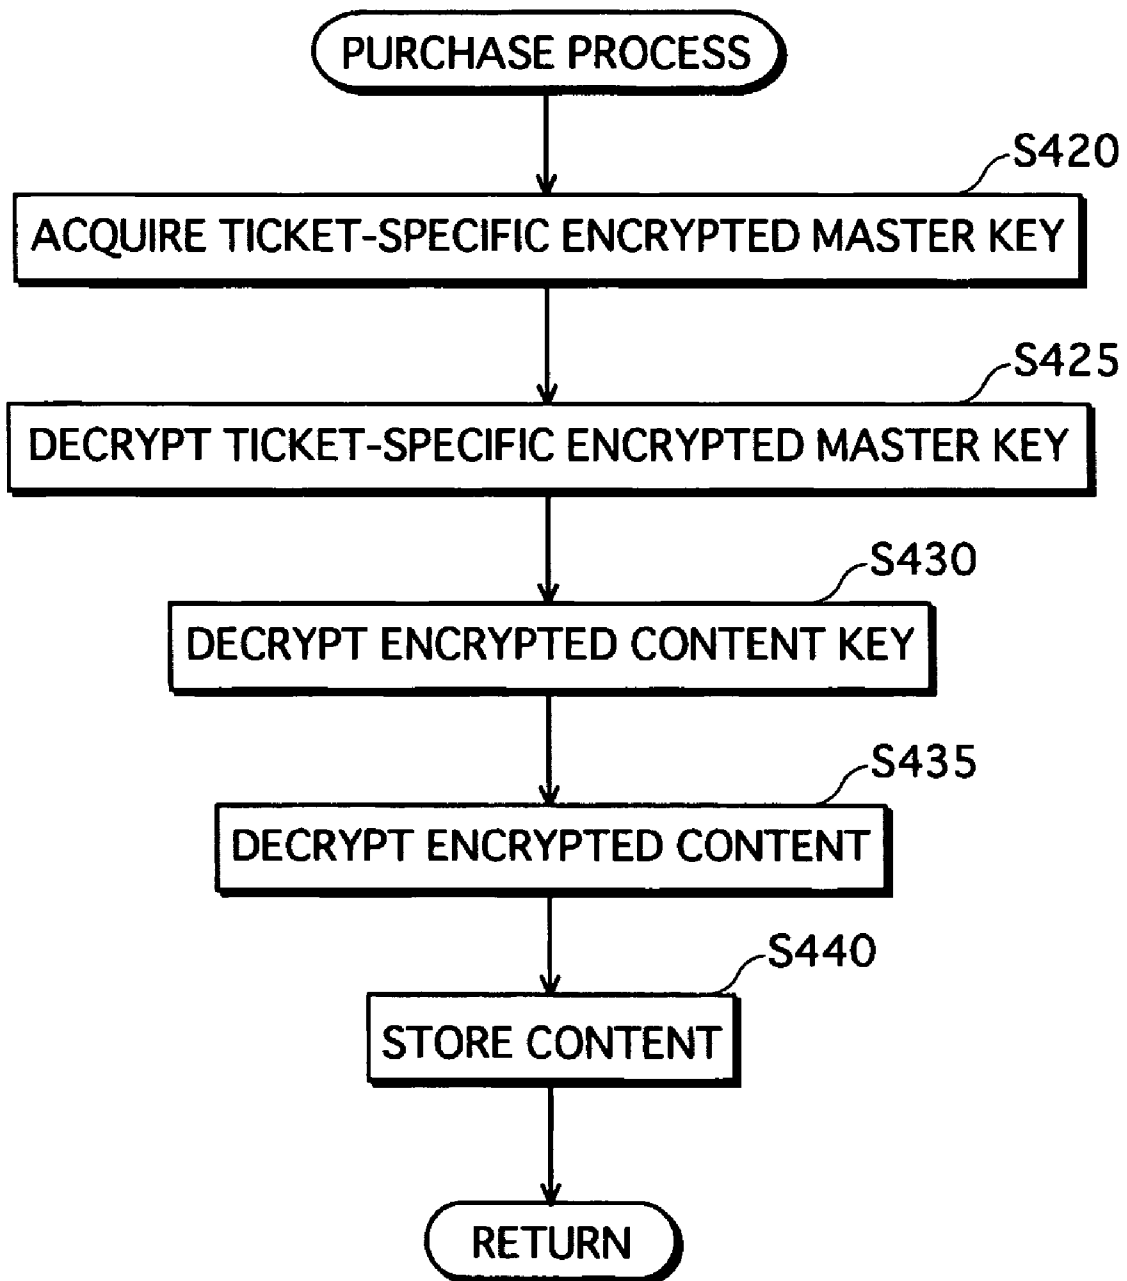 PURCHASE PROCESS
S420
ACQUIRE TICKET-SPECIFIC ENCRYPTED MASTER KEY
S425
DECRYPT TICKET-SPECIFIC ENCRYPTED MASTER KEY
S430
DECRYPT ENCRYPTED CONTENT KEY
S435
DECRYPT ENCRYPTED CONTENT
S440
STORE CONTENT
RETURN